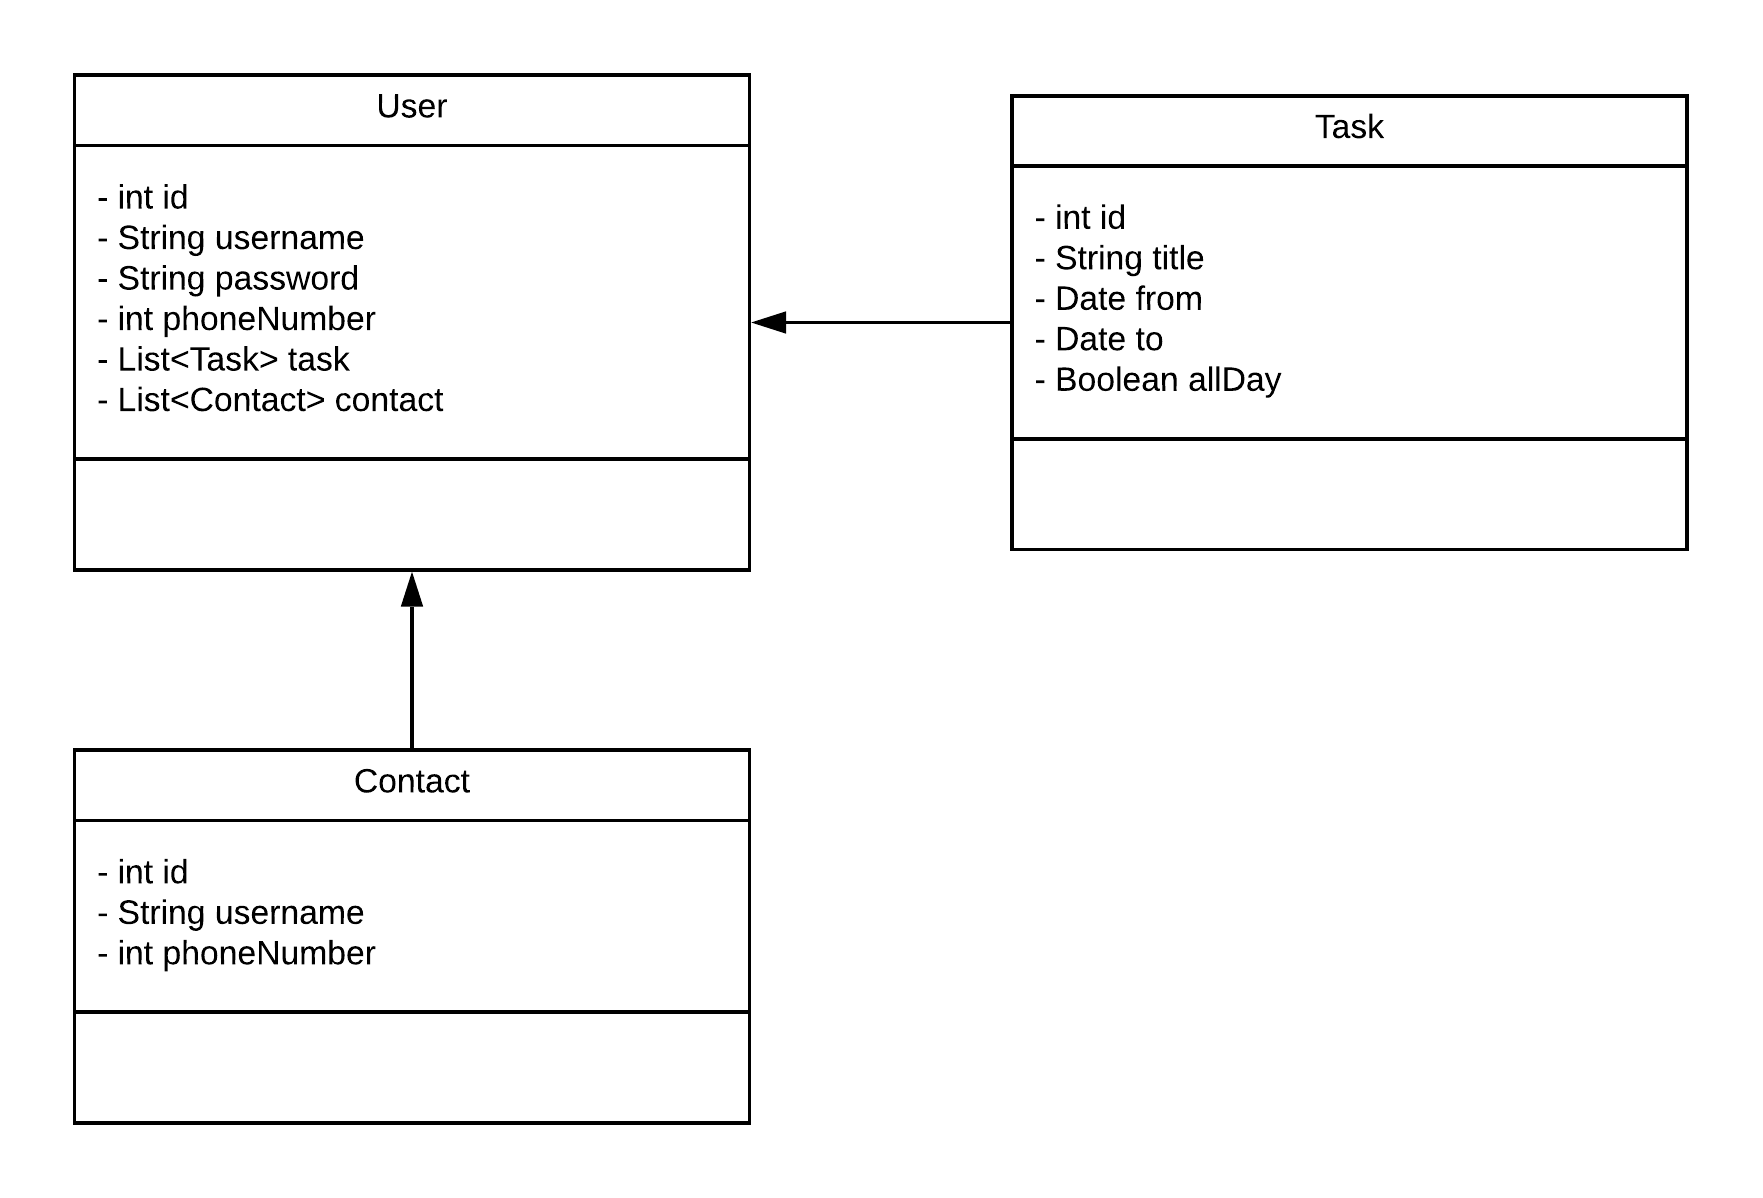 User
- int id
- String username
- String password
- int phoneNumber
- List<Task> task
- List<Contact> contact
Task
- int id
- String title
- Date from
- Date to
- Boolean allDay
Contact
- int id
- String username
- int phoneNumber